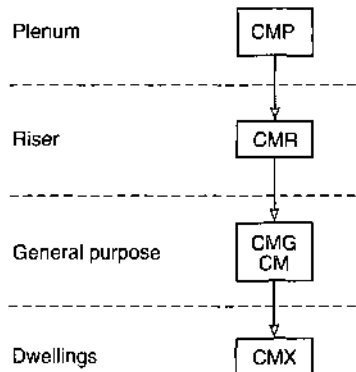 Plenum
CMP
Riser
CMR
General purpose
CMG
CM
Dwellings
CMX